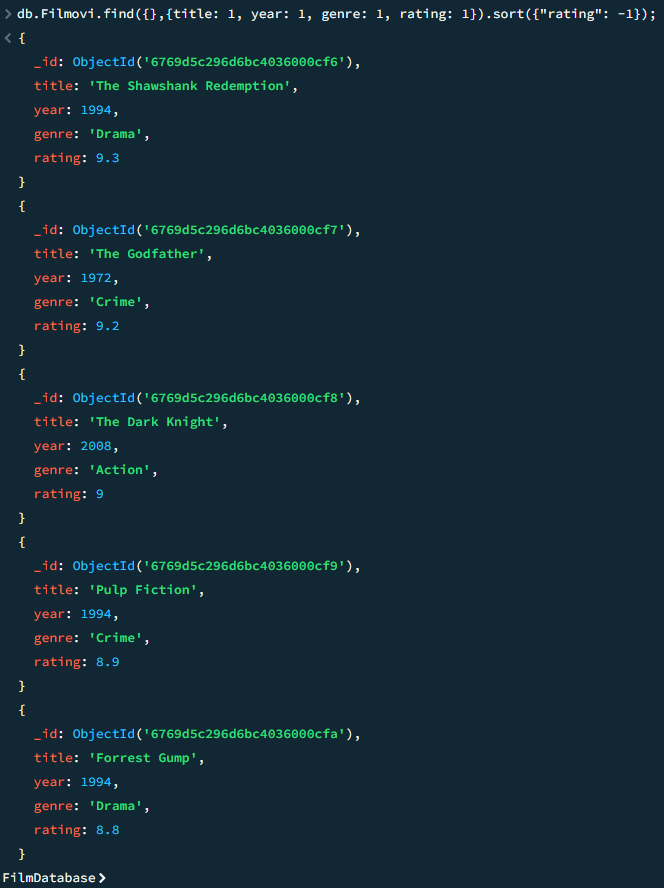 > db.Filmovi.find({},{title: 1, year: 1, genre: 1, rating: 1}).sort({"rating": -1});
< {
_id: ObjectId('6769d5c296d6bc4036000cf6'),
title: 'The Shawshank Redemption',
year: 1994,
genre: 'Drama',
rating: 9.3
}
{
_id: ObjectId('6769d5c296d6bc4036000cf7'),
title: 'The Godfather',
year: 1972,
genre: 'Crime',
rating: 9.2
}
{
_id: ObjectId('6769d5c296d6bc4036000cf8'),
title: 'The Dark Knight',
year: 2008,
genre: 'Action',
rating: 9
}
{
_id: ObjectId('6769d5c296d6bc4036000cf9'),
title: 'Pulp Fiction',
year: 1994,
genre: 'Crime',
rating: 8.9
}
{
_id: ObjectId('6769d5c296d6bc4036000cfa'),
title: 'Forrest Gump',
year: 1994,
genre: 'Drama',
rating: 8.8
}
FilmDatabase>